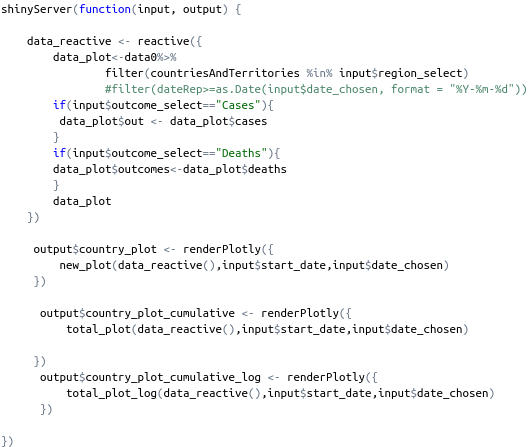 shinyServer(function(input, output) {
data_reactive <- reactive({
data_plot<-data0%>%
filter(countriesAndTerritories %in% input$region_select)
#filter(dateRep>=as.Date(input$date_chosen, format = "%Y-%m-%d"))
if(input$outcome_select=="Cases"){
data_plot$out <- data_plot$cases
}
if(input$outcome_select=="Deaths"){
data_plot$outcomes<-data_plot$deaths
}
data_plot
})
output$country_plot <- renderPlotly({
new_plot(data_reactive(),input$start_date,input$date_chosen)
})
output$country_plot_cumulative <- renderPlotly({
total_plot(data_reactive(),input$start_date,input$date_chosen)
})
output$country_plot_cumulative_log <- renderPlotly({
total_plot_log(data_reactive(),input$start_date,input$date_chosen)
})
})